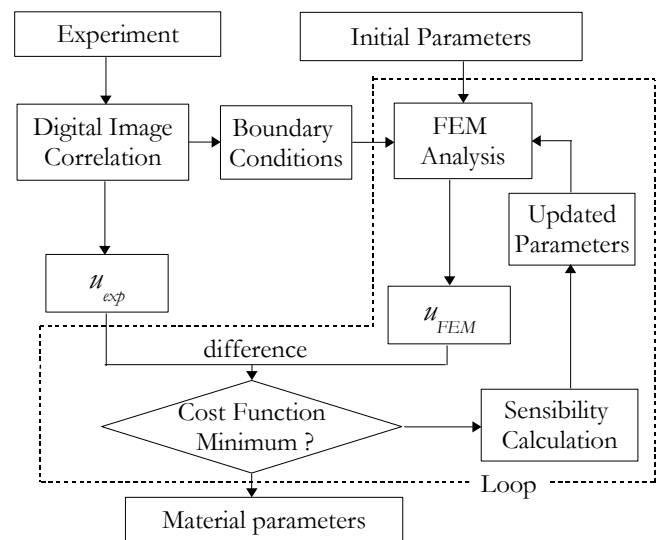 Experiment
Initial Parameters
Digital Image
Correlation
Boundary
Conditions
FEM
Analysis
Updated
Parameters
u_exp
u_FEM
difference
Cost Function
Minimum ?
Sensibility
Calculation
Loop
Material parameters